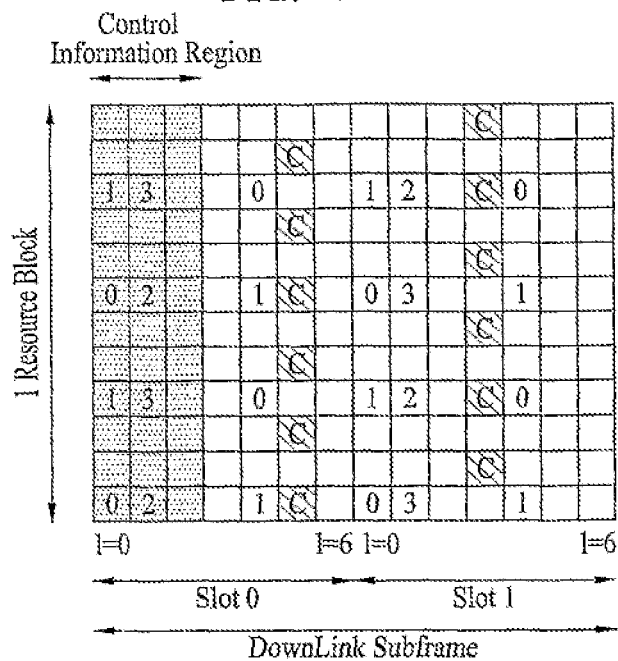 Control
Information Region
C
C
1 3 0 1 2 C 0
C
C
0 2 1 C 0 3 1
C
C
1 3 0 1 2 C 0
C
C
0 2 1 C 0 3 1
1 Resource Block
l=0 l=6 l=0 l=6
Slot 0 Slot 1
DownLink Subframe